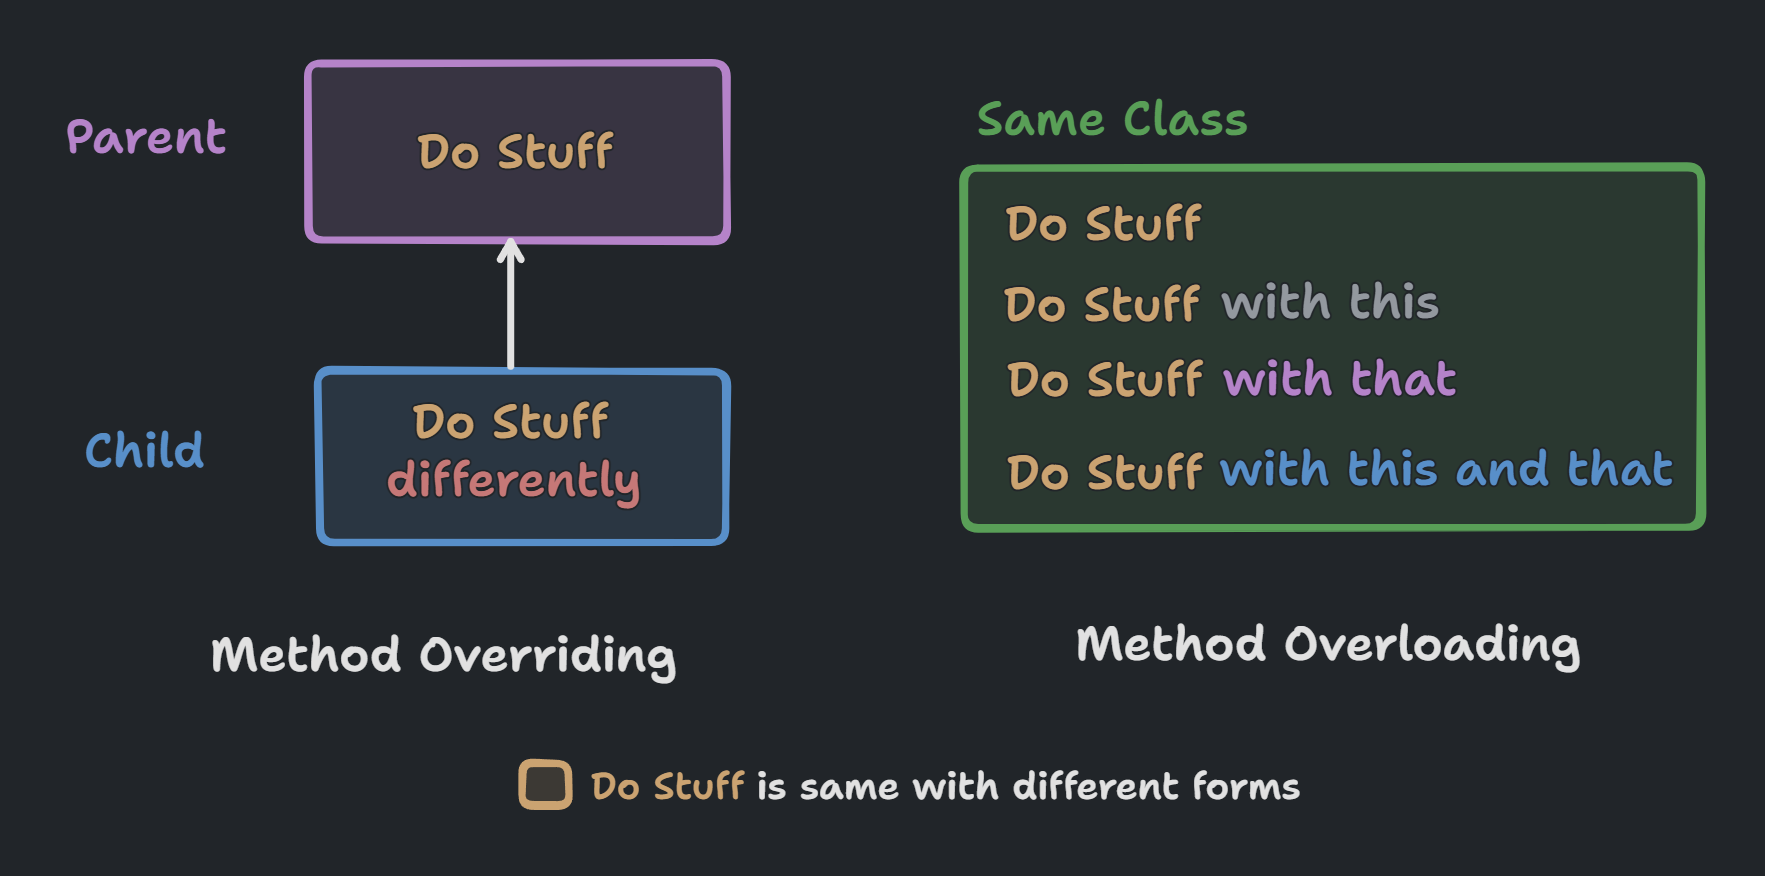 Parent
Do Stuff
Child
Do Stuff
differently
Method Overriding
Same Class
Do Stuff
Do Stuff with this
Do Stuff with that
Do Stuff with this and that
Method Overloading
Do Stuff is same with different forms